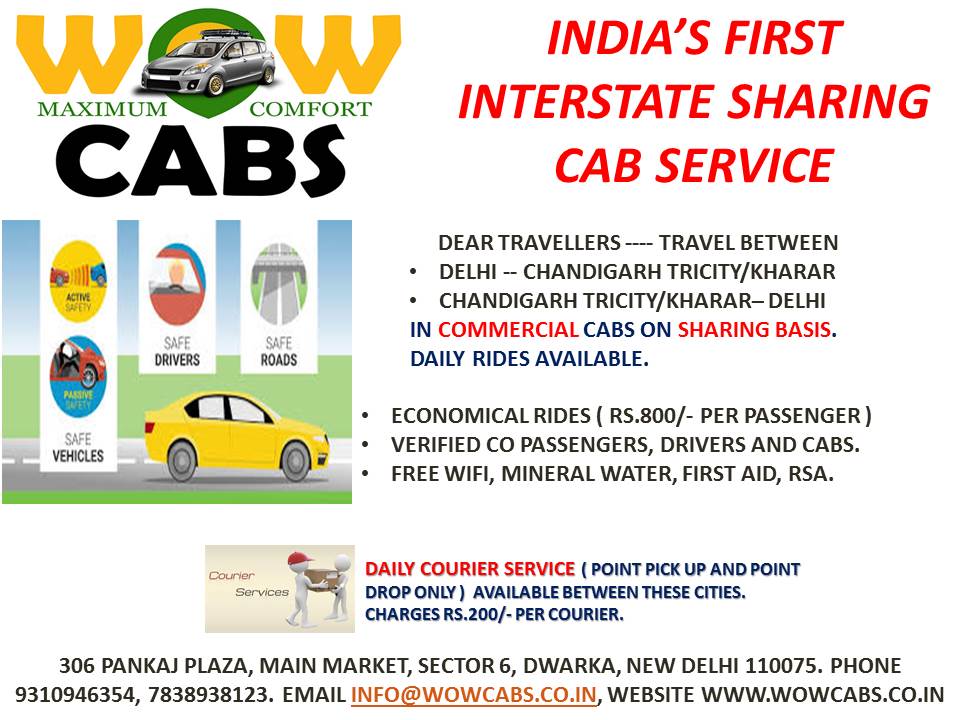 WOW
MAXIMUM COMFORT
CABS
INDIA’S FIRST
INTERSTATE SHARING
CAB SERVICE
ACTIVE
SAFETY
PASSIVE
SAFETY
SAFE
VEHICLES
SAFE
DRIVERS
SAFE
ROADS
DEAR TRAVELLERS ---- TRAVEL BETWEEN
• DELHI -- CHANDIGARH TRICITY/KHARAR
• CHANDIGARH TRICITY/KHARAR– DELHI
IN COMMERCIAL CABS ON SHARING BASIS.
DAILY RIDES AVAILABLE.
• ECONOMICAL RIDES ( RS.800/- PER PASSENGER )
• VERIFIED CO PASSENGERS, DRIVERS AND CABS.
• FREE WIFI, MINERAL WATER, FIRST AID, RSA.
Courier
Services
DAILY COURIER SERVICE ( POINT PICK UP AND POINT
DROP ONLY ) AVAILABLE BETWEEN THESE CITIES.
CHARGES RS.200/- PER COURIER.
306 PANKAJ PLAZA, MAIN MARKET, SECTOR 6, DWARKA, NEW DELHI 110075. PHONE
9310946354, 7838938123. EMAIL INFO@WOWCABS.CO.IN, WEBSITE WWW.WOWCABS.CO.IN